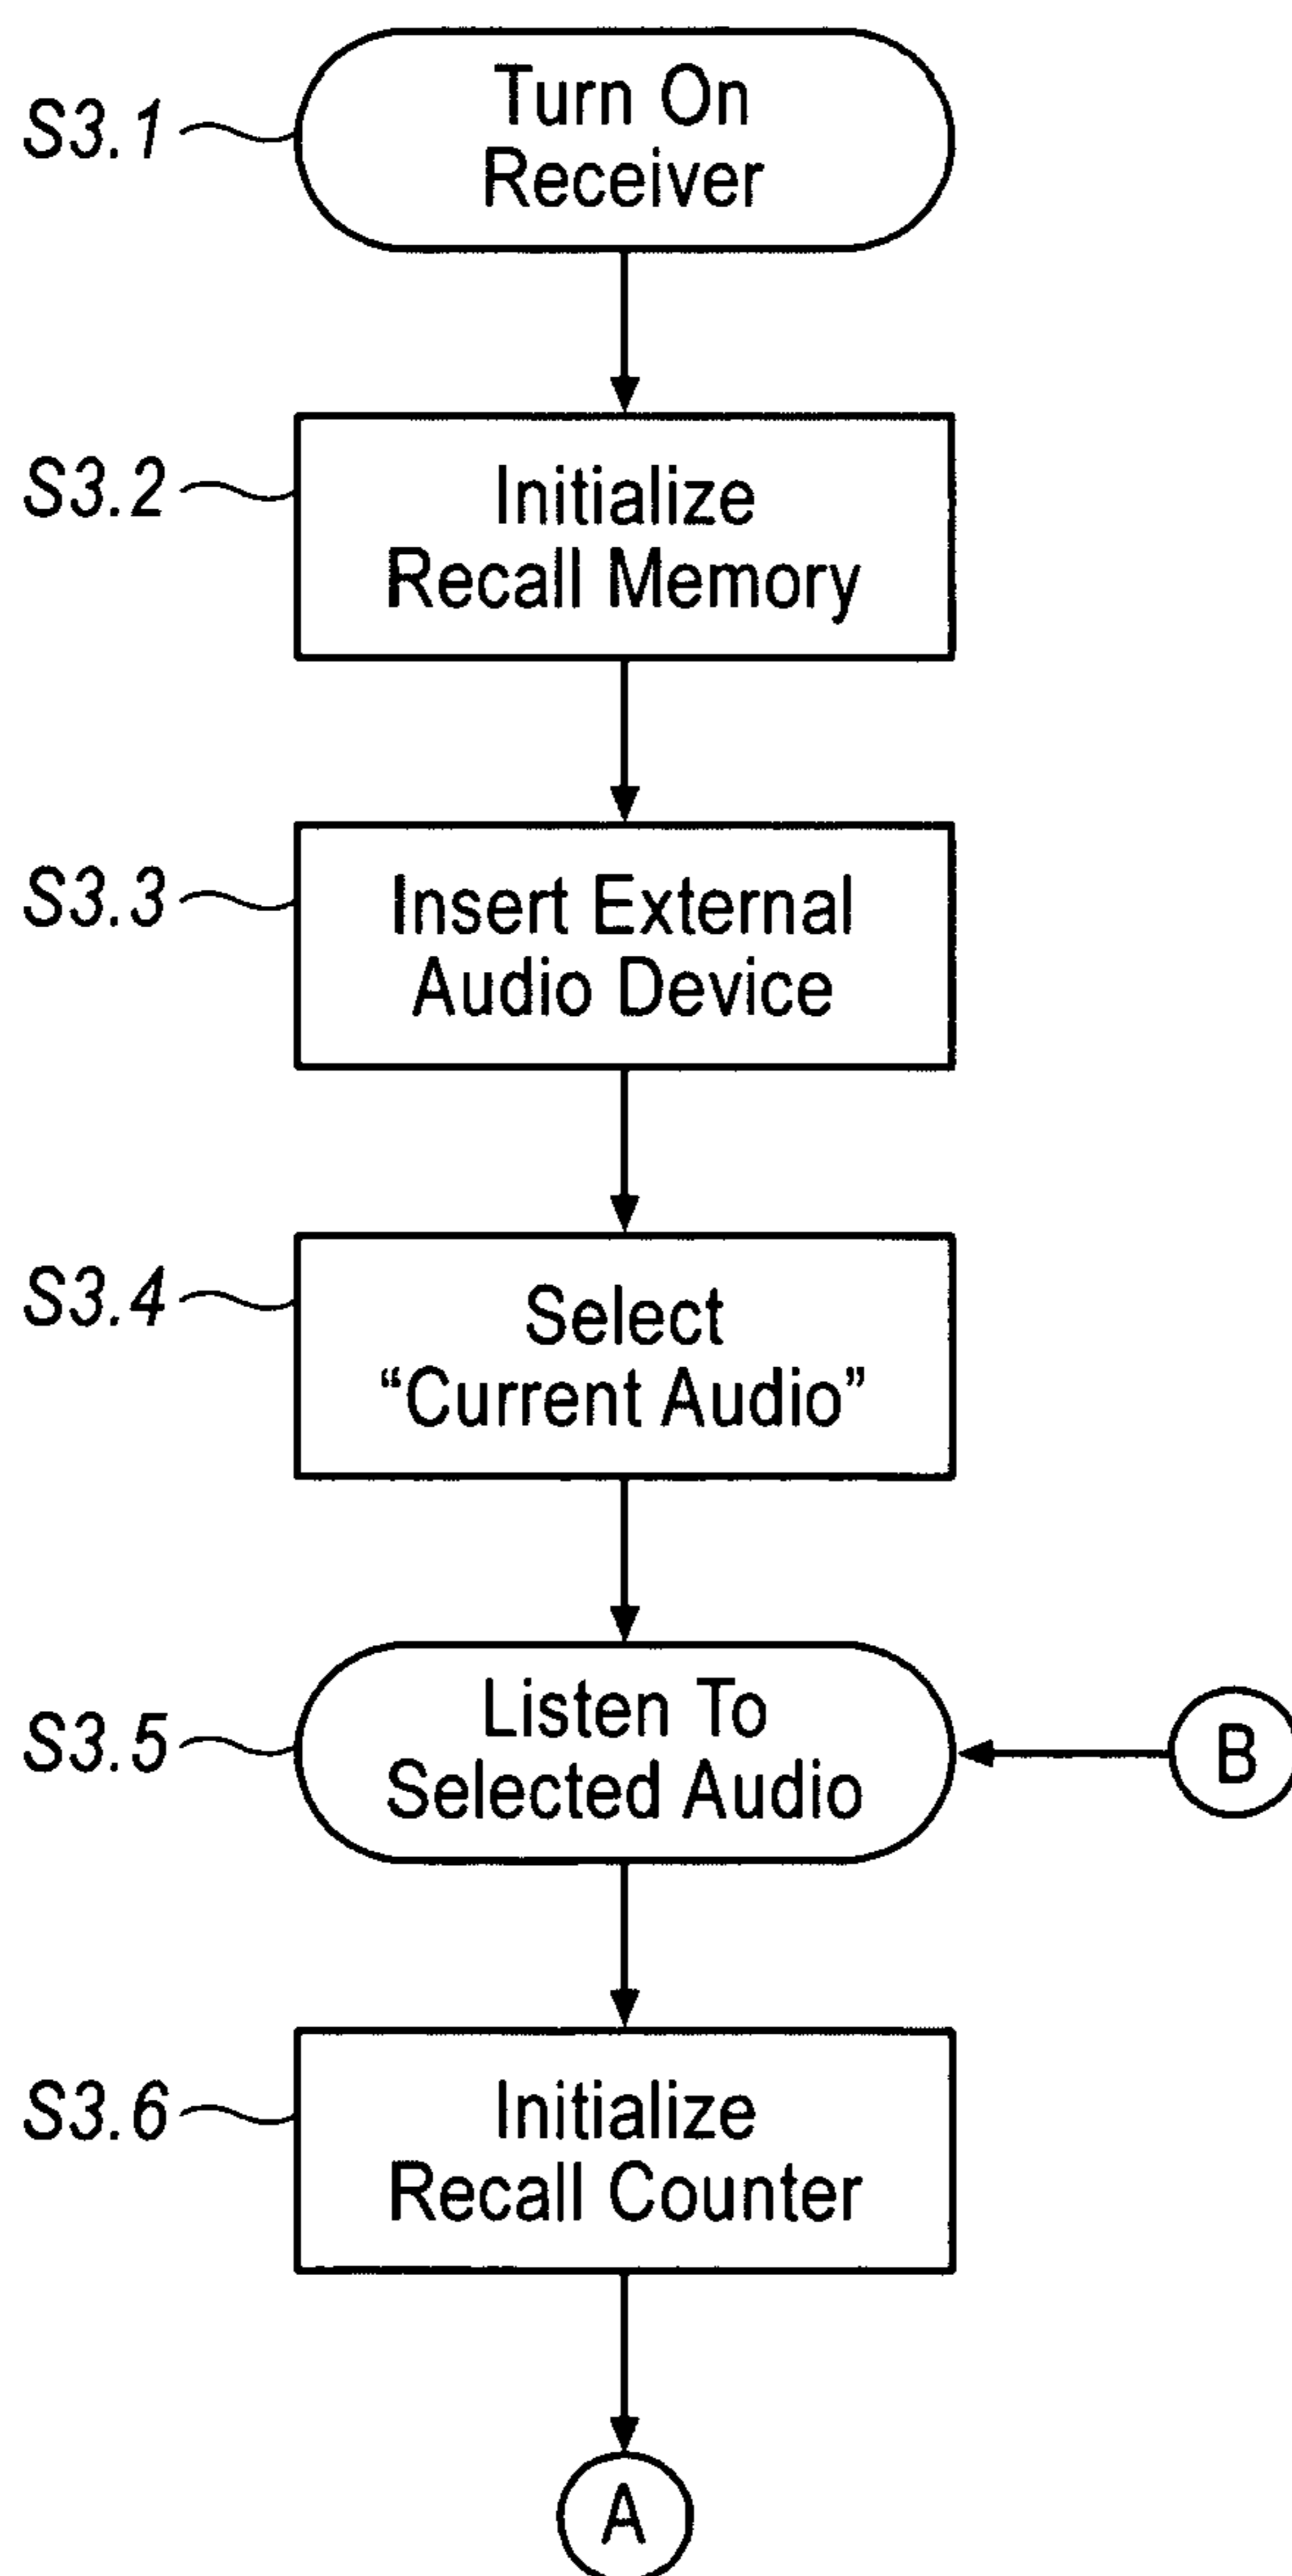 S3.1
Turn On
Receiver
S3.2
Initialize
Recall Memory
S3.3
Insert External
Audio Device
S3.4
Select
“Current Audio”
S3.5
Listen To
Selected Audio
B
S3.6
Initialize
Recall Counter
A